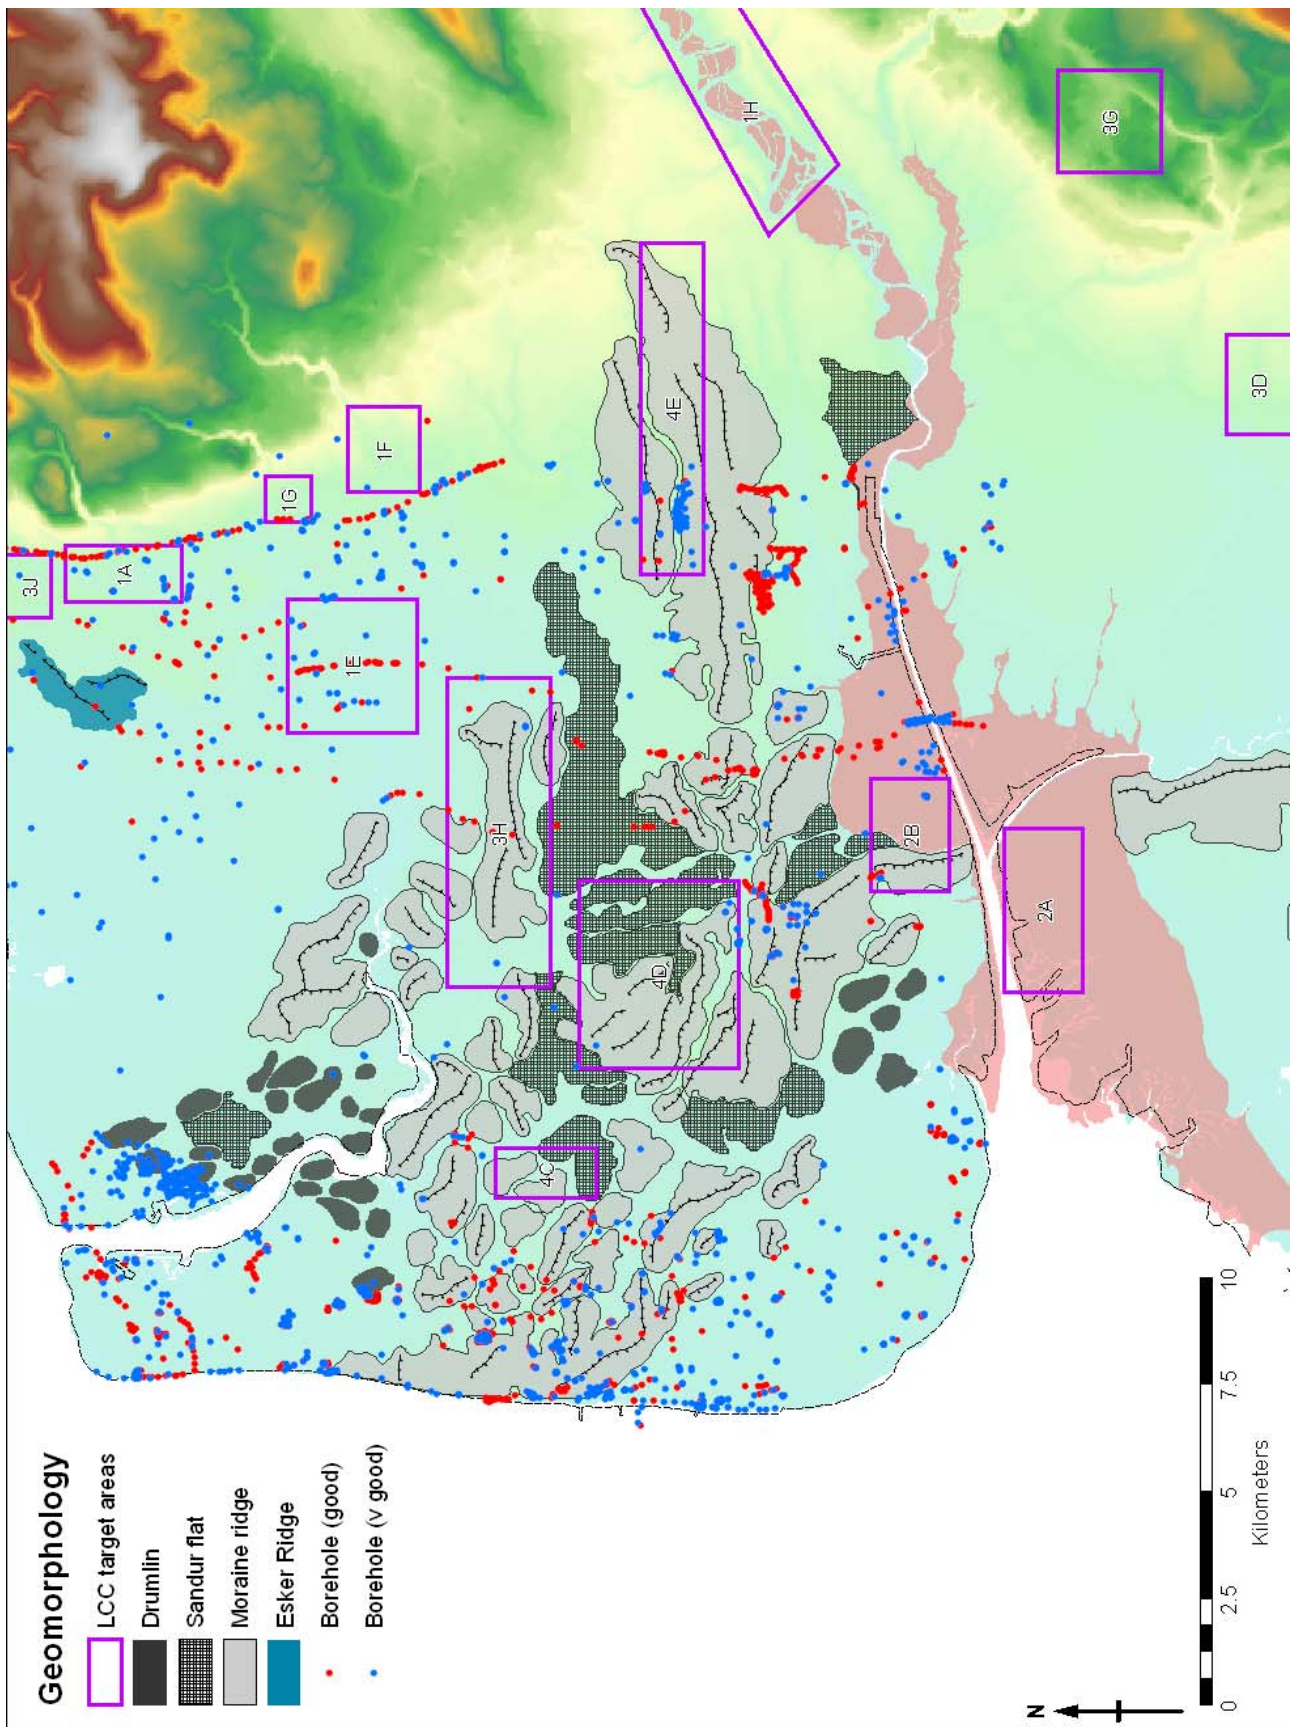 Geomorphology
LCC target areas
Drumlin
Sandur flat
Moraine ridge
Esker Ridge
Borehole (good)
Borehole (v good)
3J
1A
1G
1F
1E
3H
4E
1H
3G
3D
4C
4D
2B
2A
N
0 2.5 5 7.5 10
Kilometers